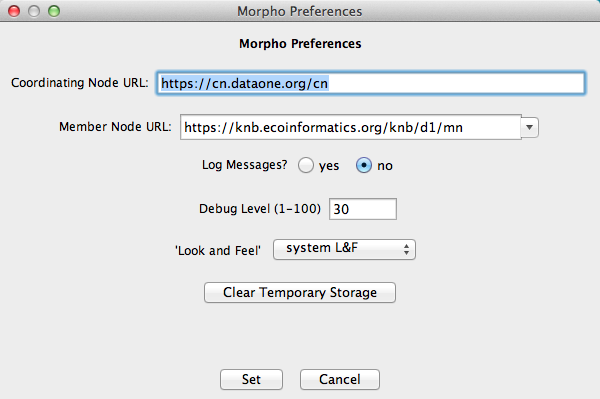 Morpho Preferences
Morpho Preferences
Coordinating Node URL: https://cn.dataone.org/cn
Member Node URL: https://knb.ecoinformatics.org/knb/d1/mn
Log Messages? yes no
Debug Level (1-100) 30
'Look and Feel' system L&F
Clear Temporary Storage
Set Cancel